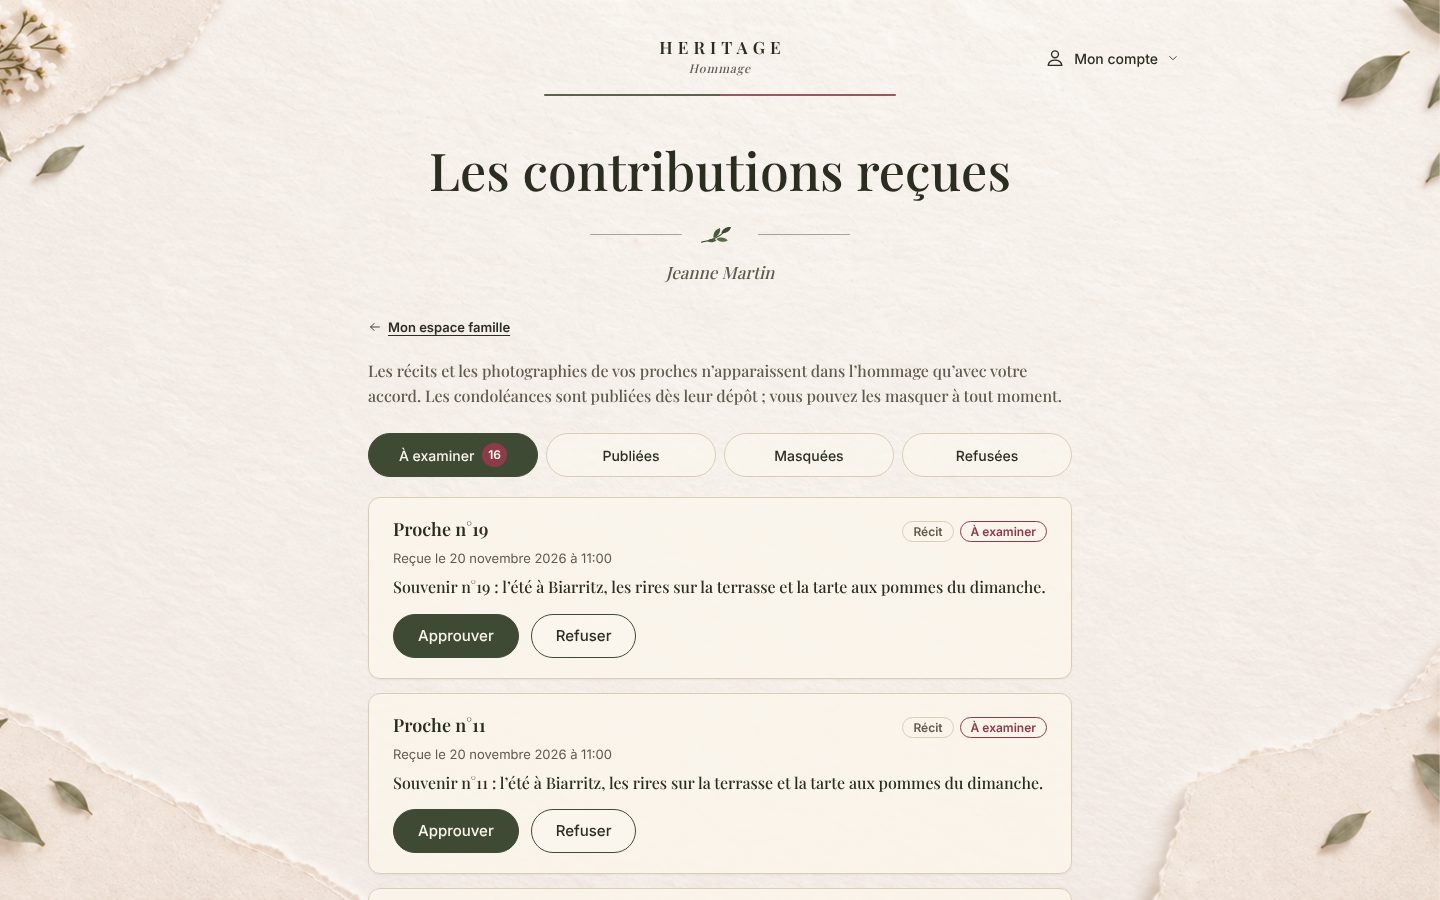 HERITAGE
Hommage
Mon compte
Les contributions reçues
Jeanne Martin
← Mon espace famille
Les récits et les photographies de vos proches n’apparaissent dans l’hommage qu’avec votre
accord. Les condoléances sont publiées dès leur dépôt ; vous pouvez les masquer à tout moment.
À examiner 16
Publiées
Masquées
Refusées
Proche n°19
Récit
À examiner
Reçue le 20 novembre 2026 à 11:00
Souvenir n°19 : l’été à Biarritz, les rires sur la terrasse et la tarte aux pommes du dimanche.
Approuver
Refuser
Proche n°11
Récit
À examiner
Reçue le 20 novembre 2026 à 11:00
Souvenir n°11 : l’été à Biarritz, les rires sur la terrasse et la tarte aux pommes du dimanche.
Approuver
Refuser